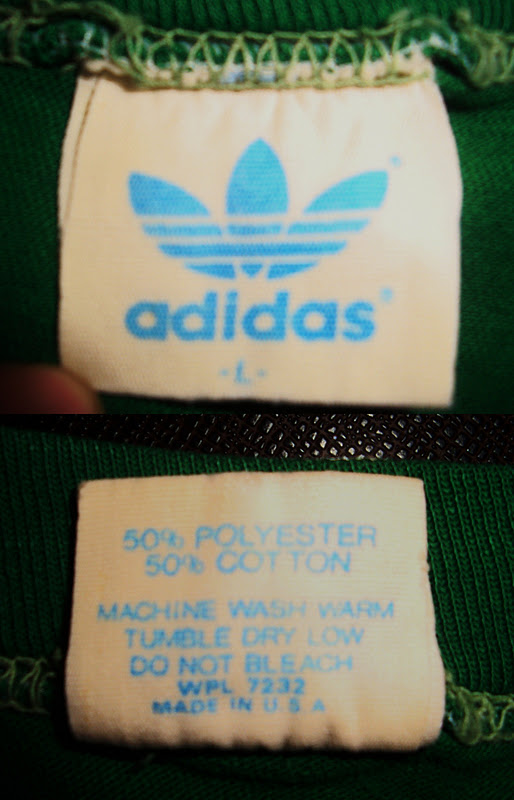 adidas®
-L-
50% POLYESTER
50% COTTON
MACHINE WASH WARM
TUMBLE DRY LOW
DO NOT BLEACH
WPL 7232
MADE IN U.S.A